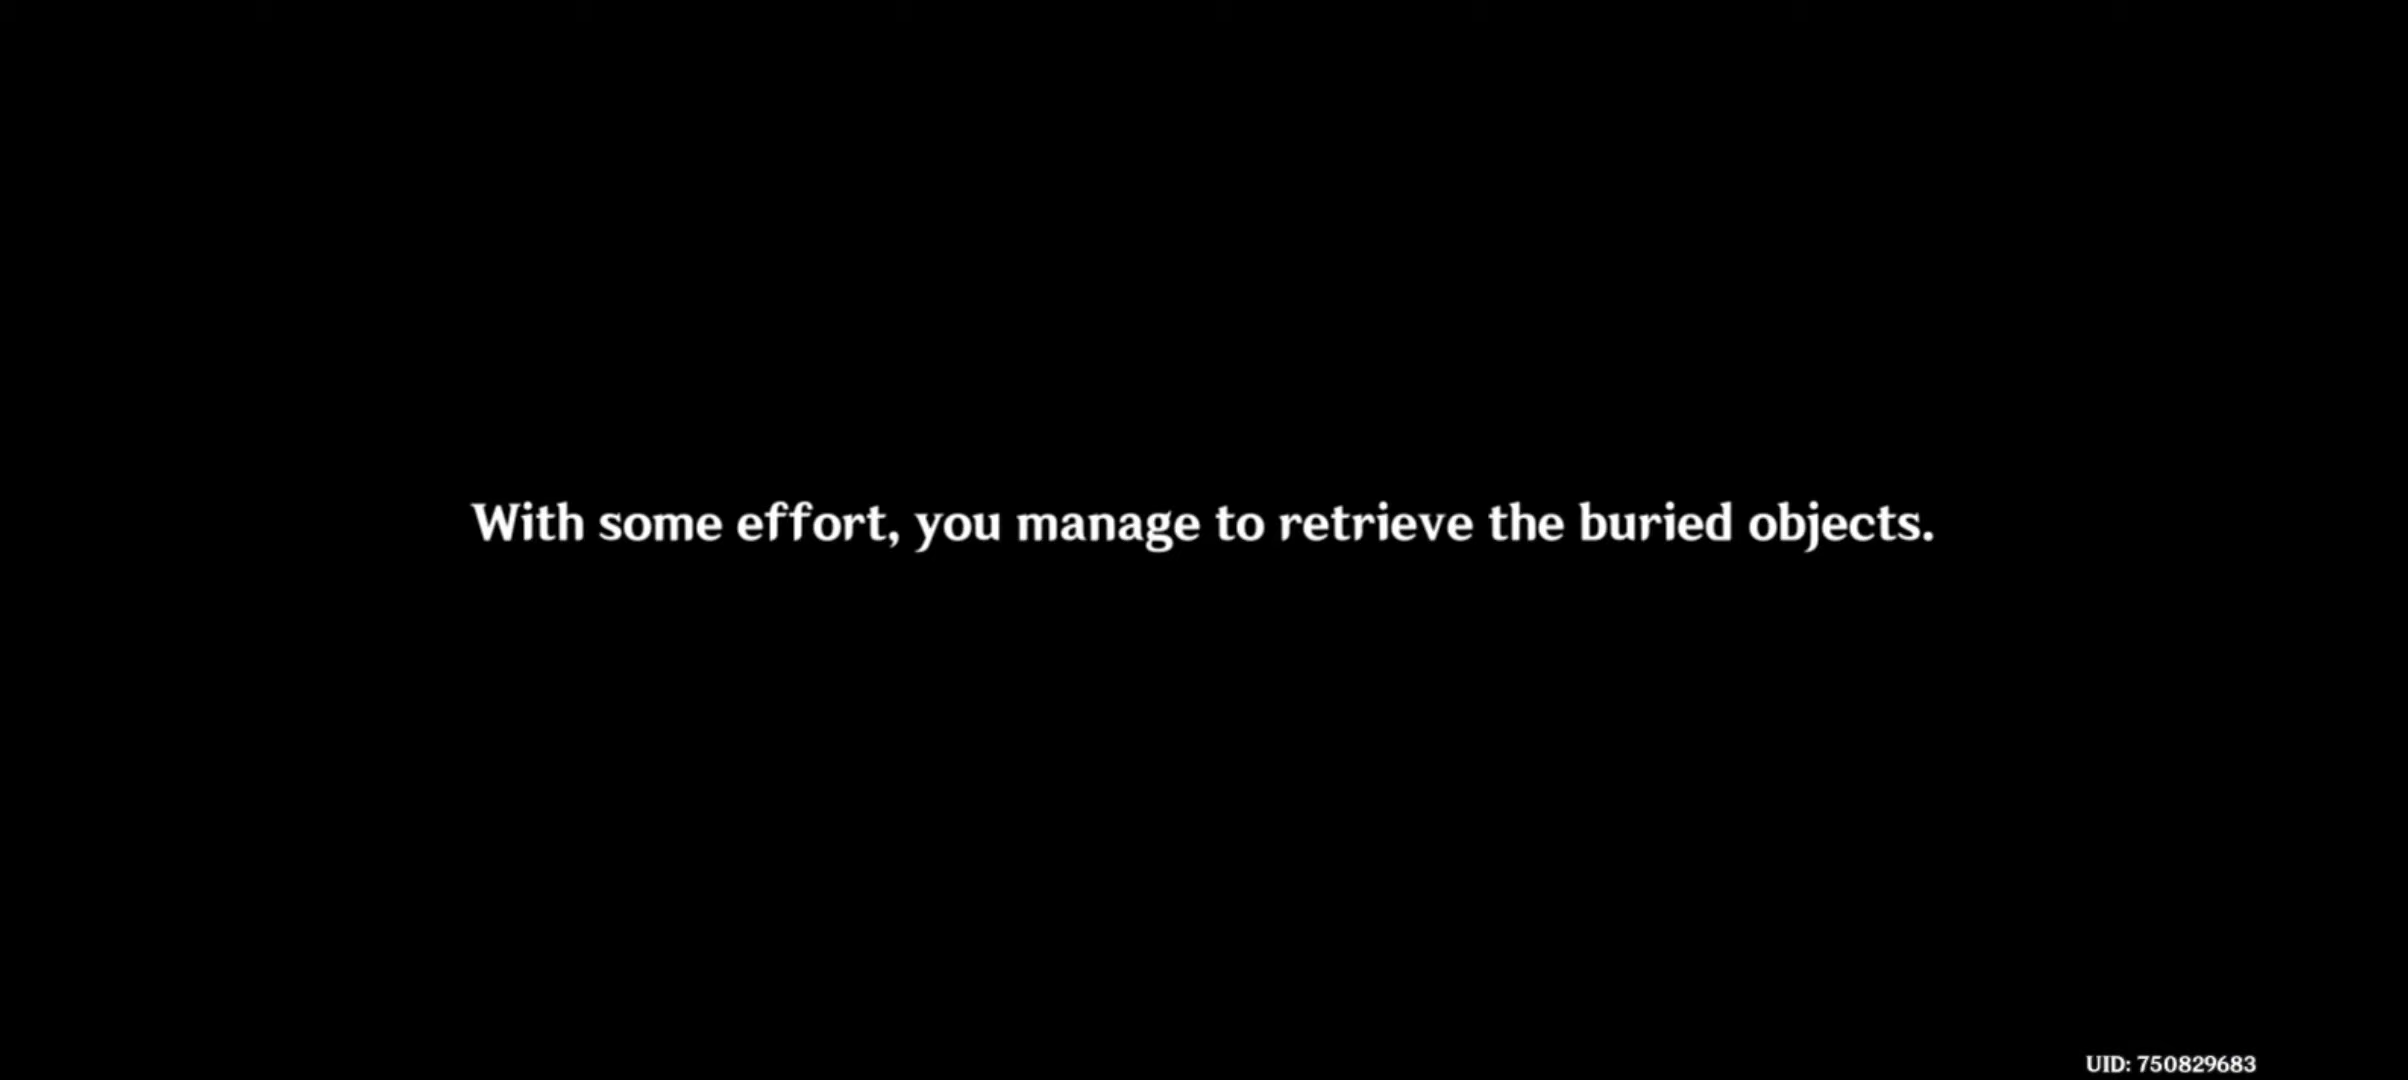 With some effort, you manage to retrieve the buried objects.
UID: 750829683